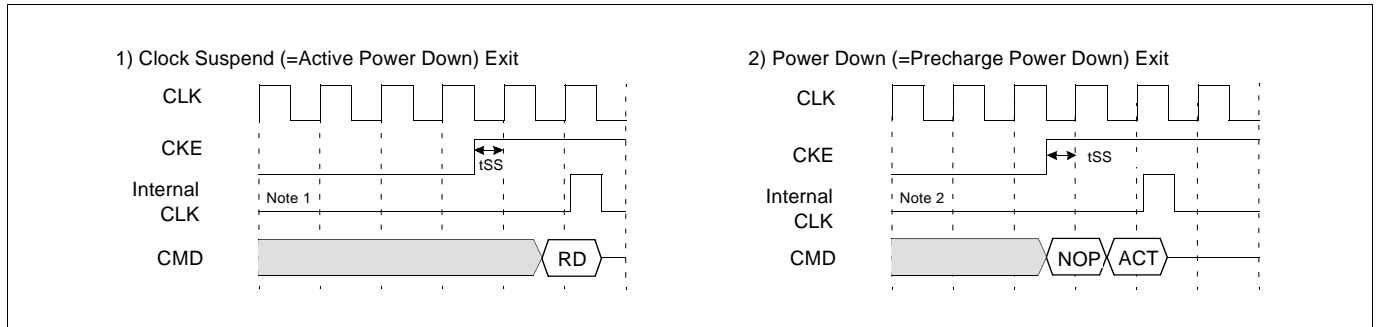 1) Clock Suspend (=Active Power Down) Exit
CLK
CKE
tSS
Internal
CLK
Note 1
CMD
RD
2) Power Down (=Precharge Power Down) Exit
CLK
CKE
tSS
Internal
CLK
Note 2
CMD
NOP
ACT